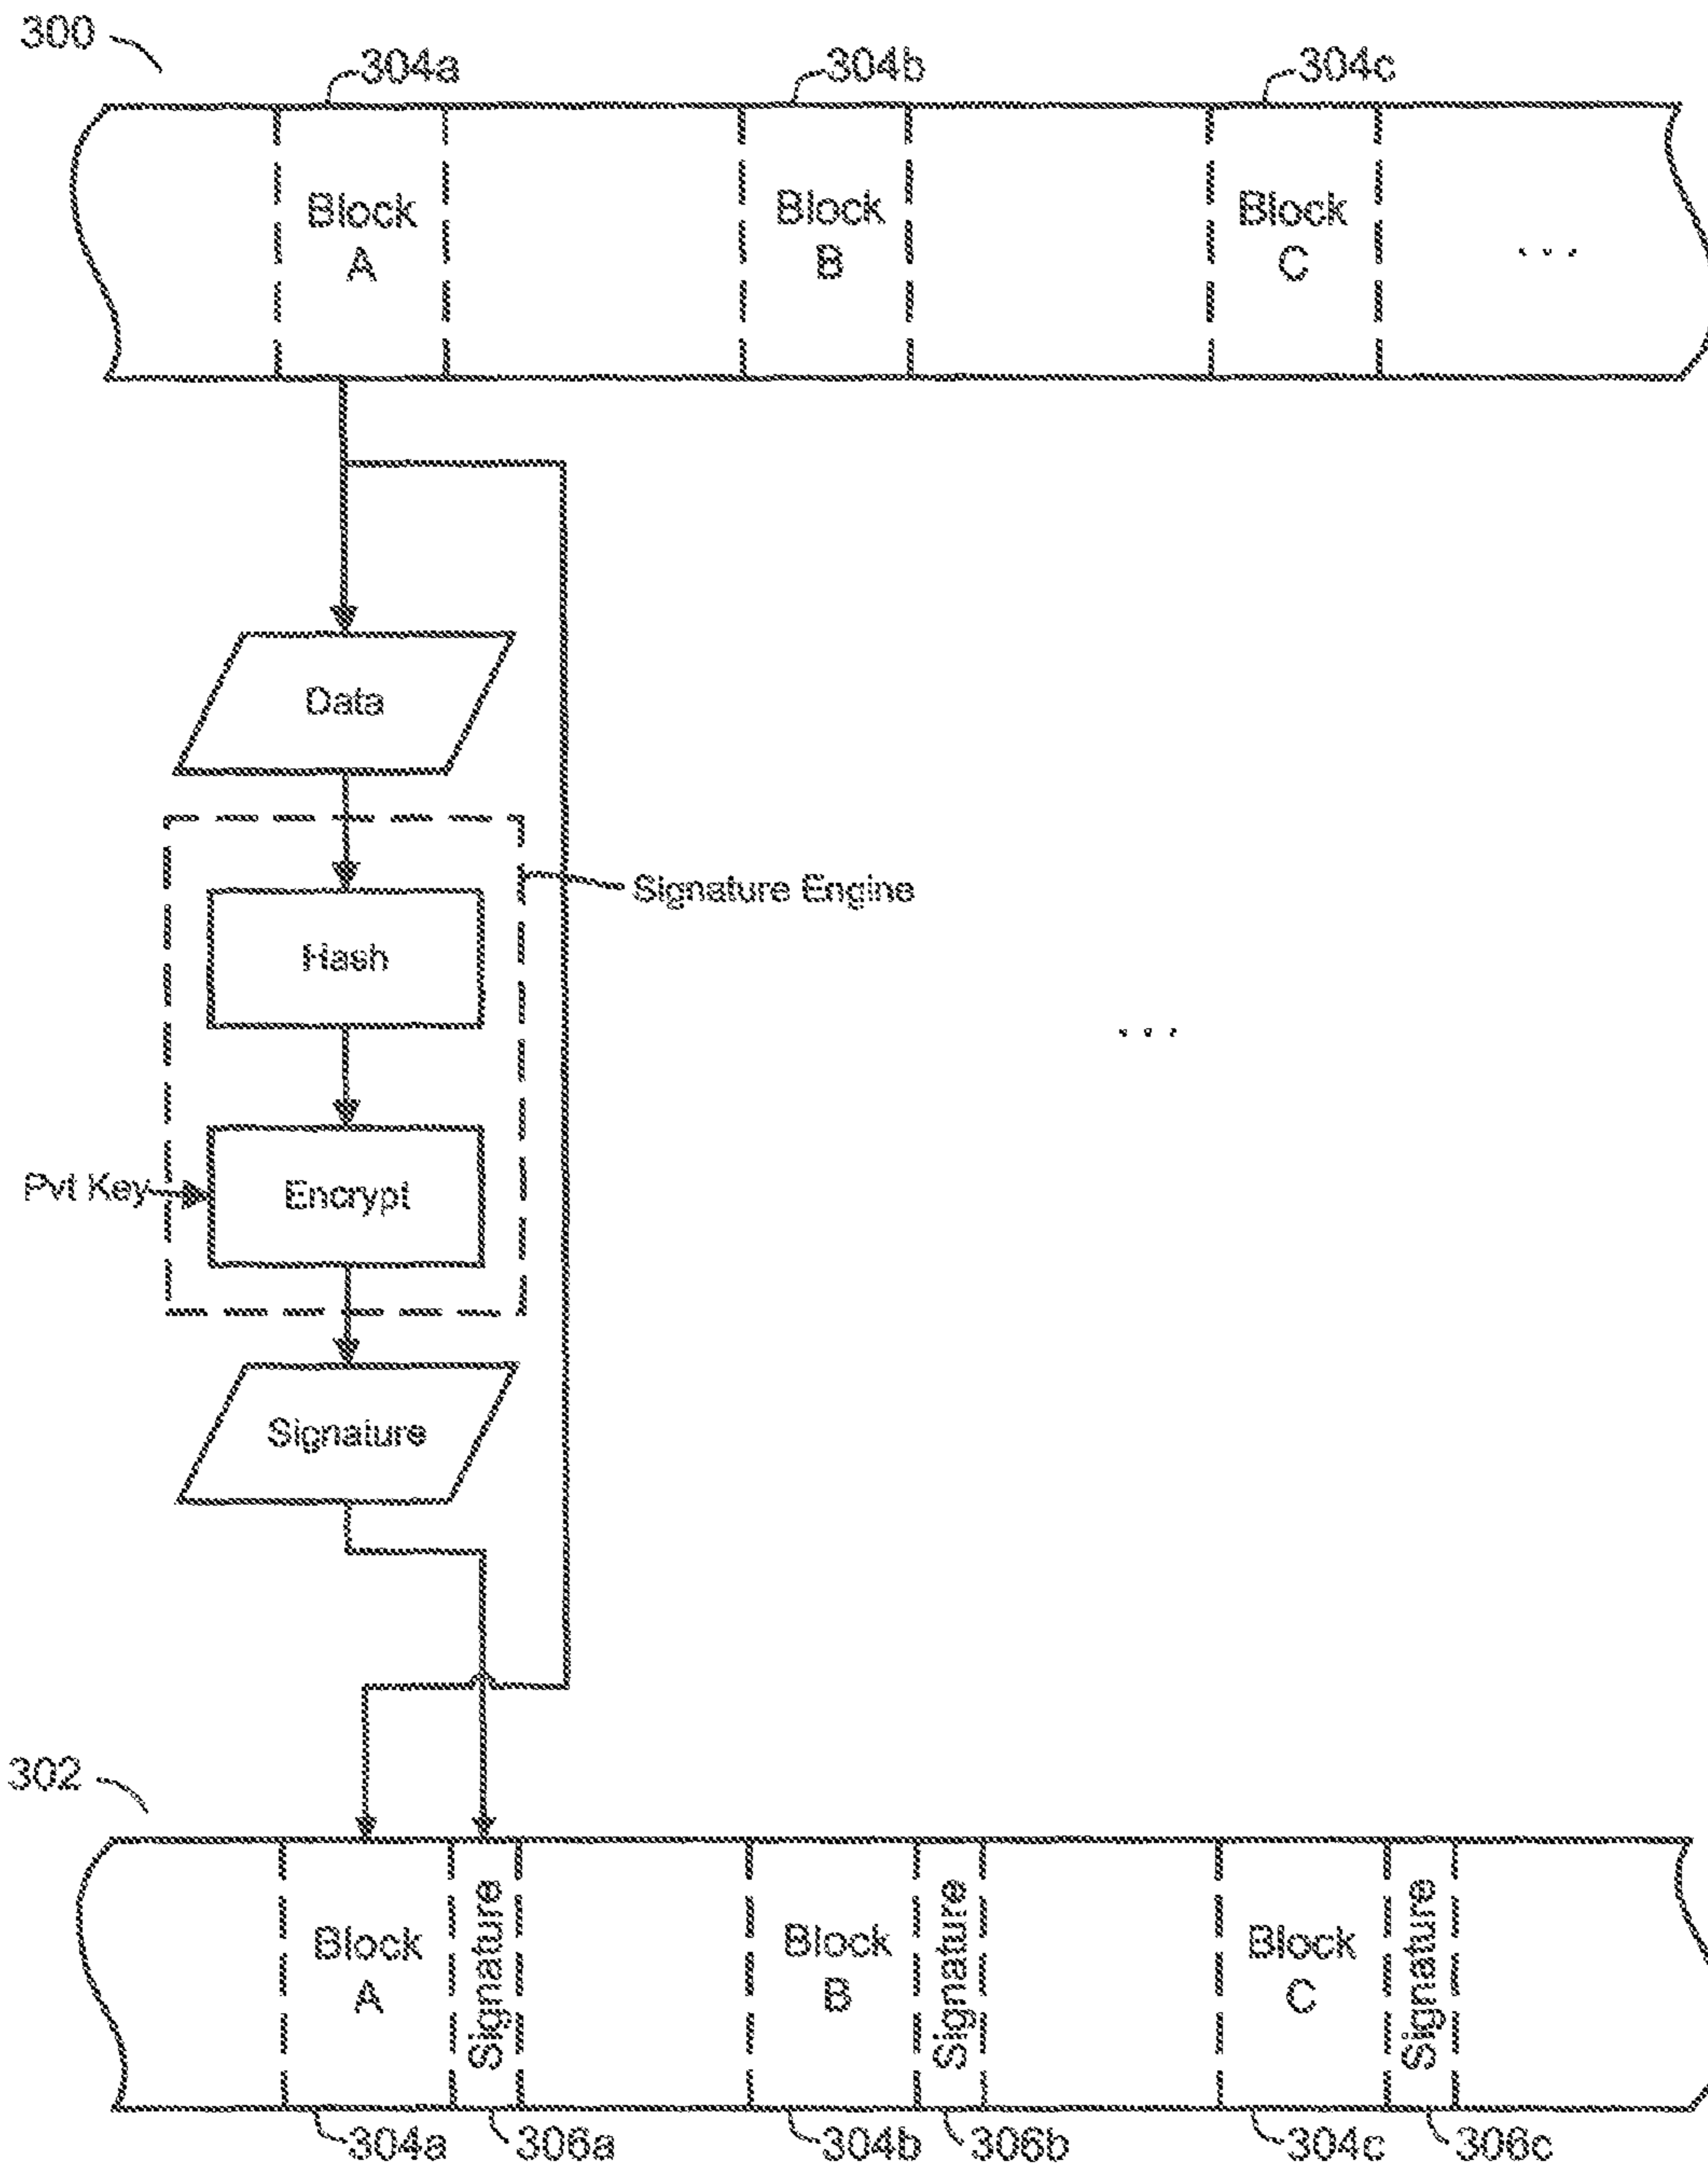 300
304a
304b
304c
Block
A
Block
B
Block
C
...
Data
Signature Engine
Hash
...
Pvt Key
Encrypt
Signature
302
Block
A
Signature
Block
B
Signature
Block
C
Signature
304a
306a
304b
306b
304c
306c